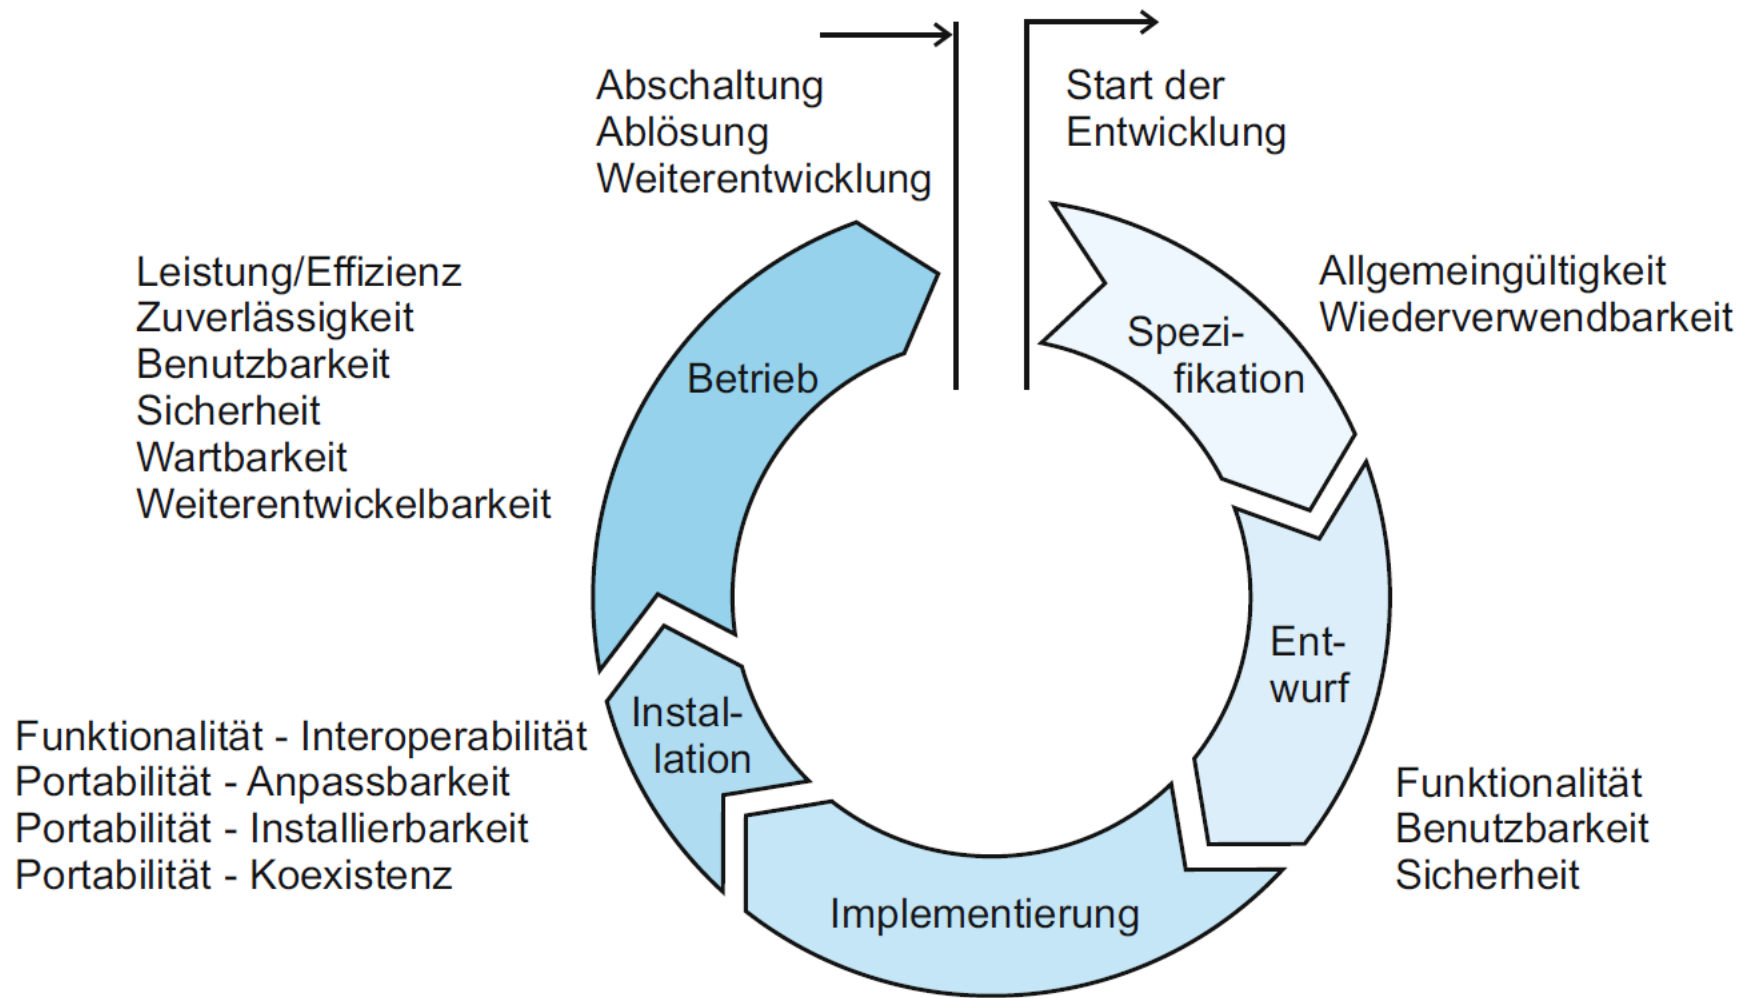 Abschaltung
Ablösung
Weiterentwicklung
Start der
Entwicklung
Allgemeingültigkeit
Wiederverwendbarkeit
Spezi-
fikation
Ent-
wurf
Funktionalität
Benutzbarkeit
Sicherheit
Implementierung
Instal-
lation
Funktionalität - Interoperabilität
Portabilität - Anpassbarkeit
Portabilität - Installierbarkeit
Portabilität - Koexistenz
Betrieb
Leistung/Effizienz
Zuverlässigkeit
Benutzbarkeit
Sicherheit
Wartbarkeit
Weiterentwickelbarkeit